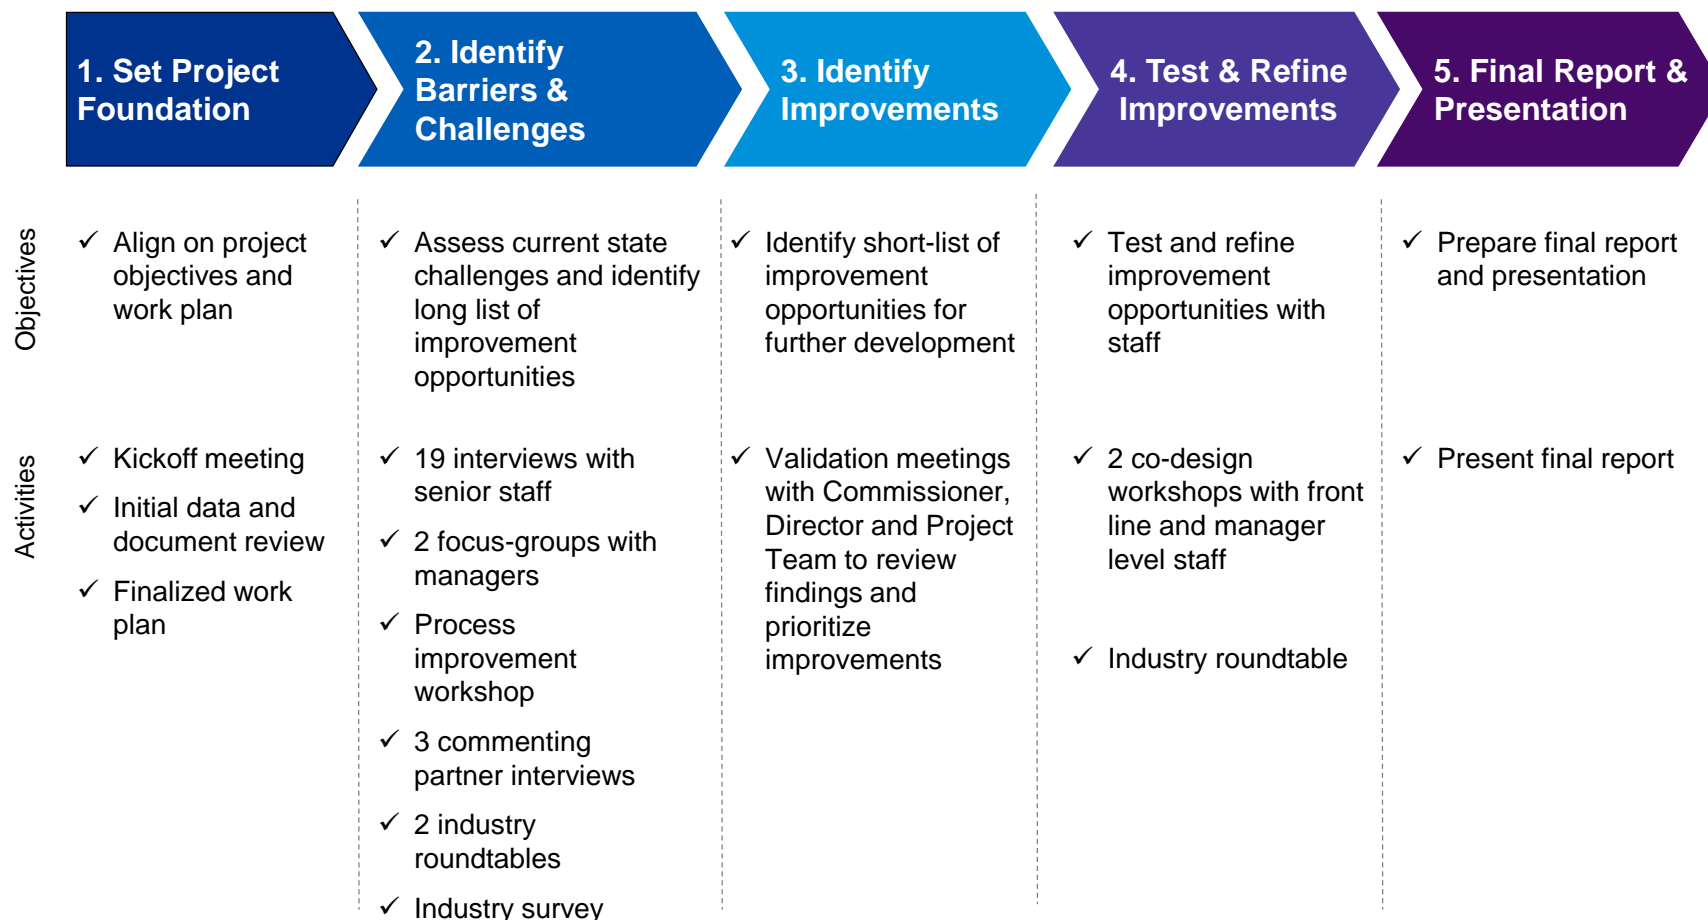 1. Set Project
Foundation
2. Identify
Barriers &
Challenges
3. Identify
Improvements
4. Test & Refine
Improvements
5. Final Report &
Presentation
Objectives
✓ Align on project
objectives and
work plan
✓ Assess current state
challenges and identify
long list of
improvement
opportunities
✓ Identify short-list of
improvement
opportunities for
further development
✓ Test and refine
improvement
opportunities with
staff
✓ Prepare final report
and presentation
Activities
✓ Kickoff meeting
✓ Initial data and
document review
✓ Finalized work
plan
✓ 19 interviews with
senior staff
✓ 2 focus-groups with
managers
✓ Process
improvement
workshop
✓ 3 commenting
partner interviews
✓ 2 industry
roundtables
✓ Industry survey
✓ Validation meetings
with Commissioner,
Director and Project
Team to review
findings and
prioritize
improvements
✓ 2 co-design
workshops with front
line and manager
level staff
✓ Industry roundtable
✓ Present final report